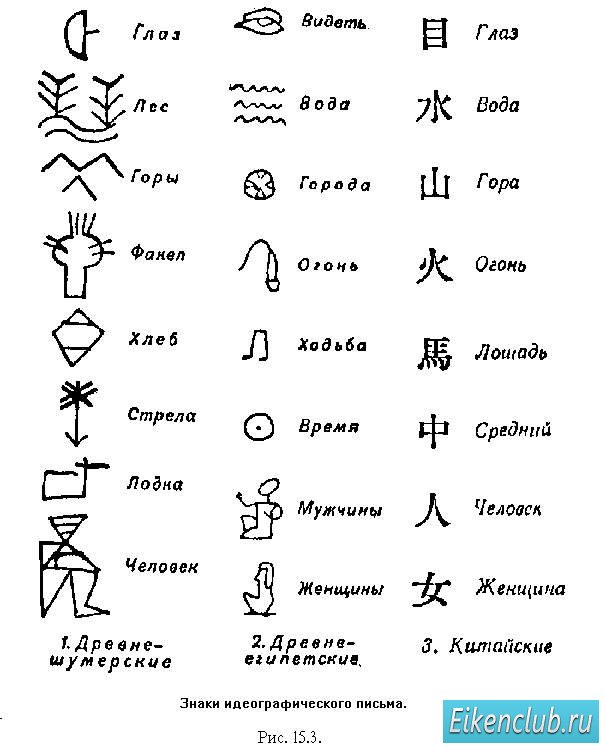 Глаз Видеть. 目 Глаз
Лес Вода 水 Вода
Горы Города 山 Гора
Факел Огонь 火 Огонь
Хлеб Ходьба 馬 Лошадь
Стрела Время 中 Средний
Лодка Мужчины 人 Человек
Человек Женщины 女 Женщина
1. Древне- 2. Древне- 3. Китайские
шумерские египетские.
Знаки идеографического письма.
Рис. 15.3.
Eikenclub.ru